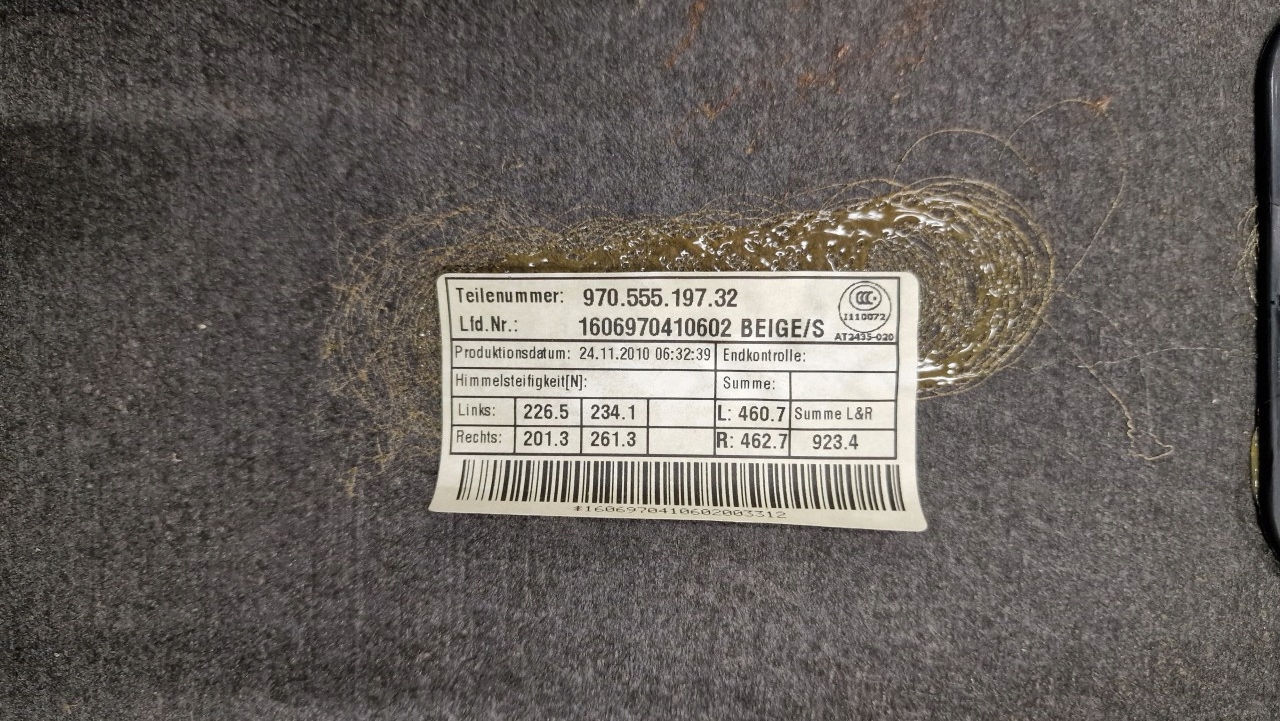 Teilenummer: 970.555.197.32
Lfd.Nr.: 1606970410602 BEIGE/S
CCC
I110072
AT2435-020
Produktionsdatum: 24.11.2010 06:32:39 Endkontrolle:
Himmelsteifigkeit[N]: Summe:
Links: 226.5 234.1 L: 460.7 Summe L&R
Rechts: 201.3 261.3 R: 462.7 923.4
*1606970410602003312